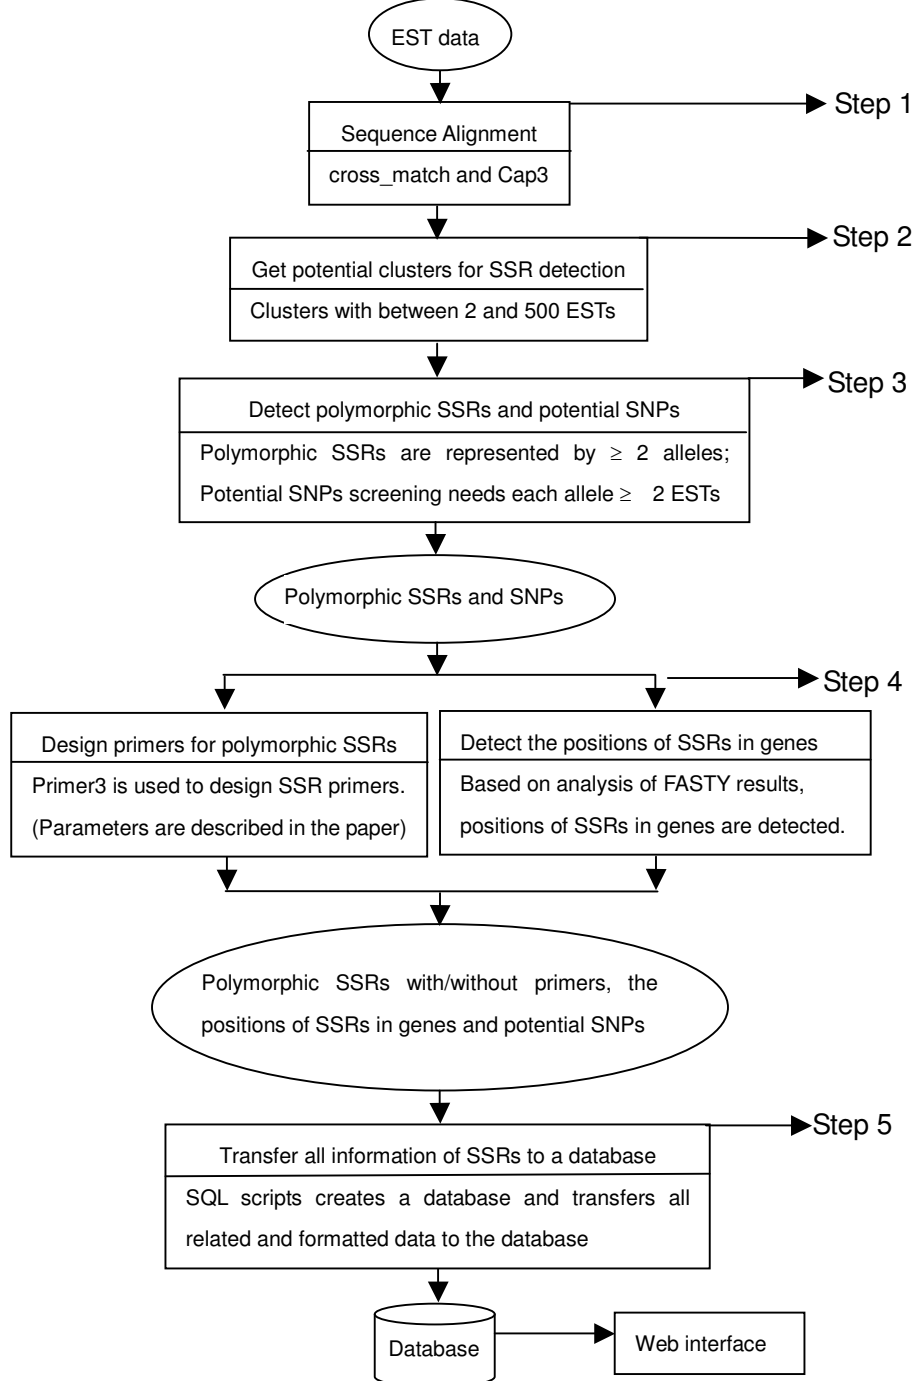 EST data
Step 1
Sequence Alignment
cross_match and Cap3
Step 2
Get potential clusters for SSR detection
Clusters with between 2 and 500 ESTs
Step 3
Detect polymorphic SSRs and potential SNPs
Polymorphic SSRs are represented by ≥ 2 alleles;
Potential SNPs screening needs each allele ≥ 2 ESTs
Polymorphic SSRs and SNPs
Step 4
Design primers for polymorphic SSRs
Primer3 is used to design SSR primers.
(Parameters are described in the paper)
Detect the positions of SSRs in genes
Based on analysis of FASTY results,
positions of SSRs in genes are detected.
Polymorphic SSRs with/without primers, the
positions of SSRs in genes and potential SNPs
Step 5
Transfer all information of SSRs to a database
SQL scripts creates a database and transfers all
related and formatted data to the database
Database
Web interface